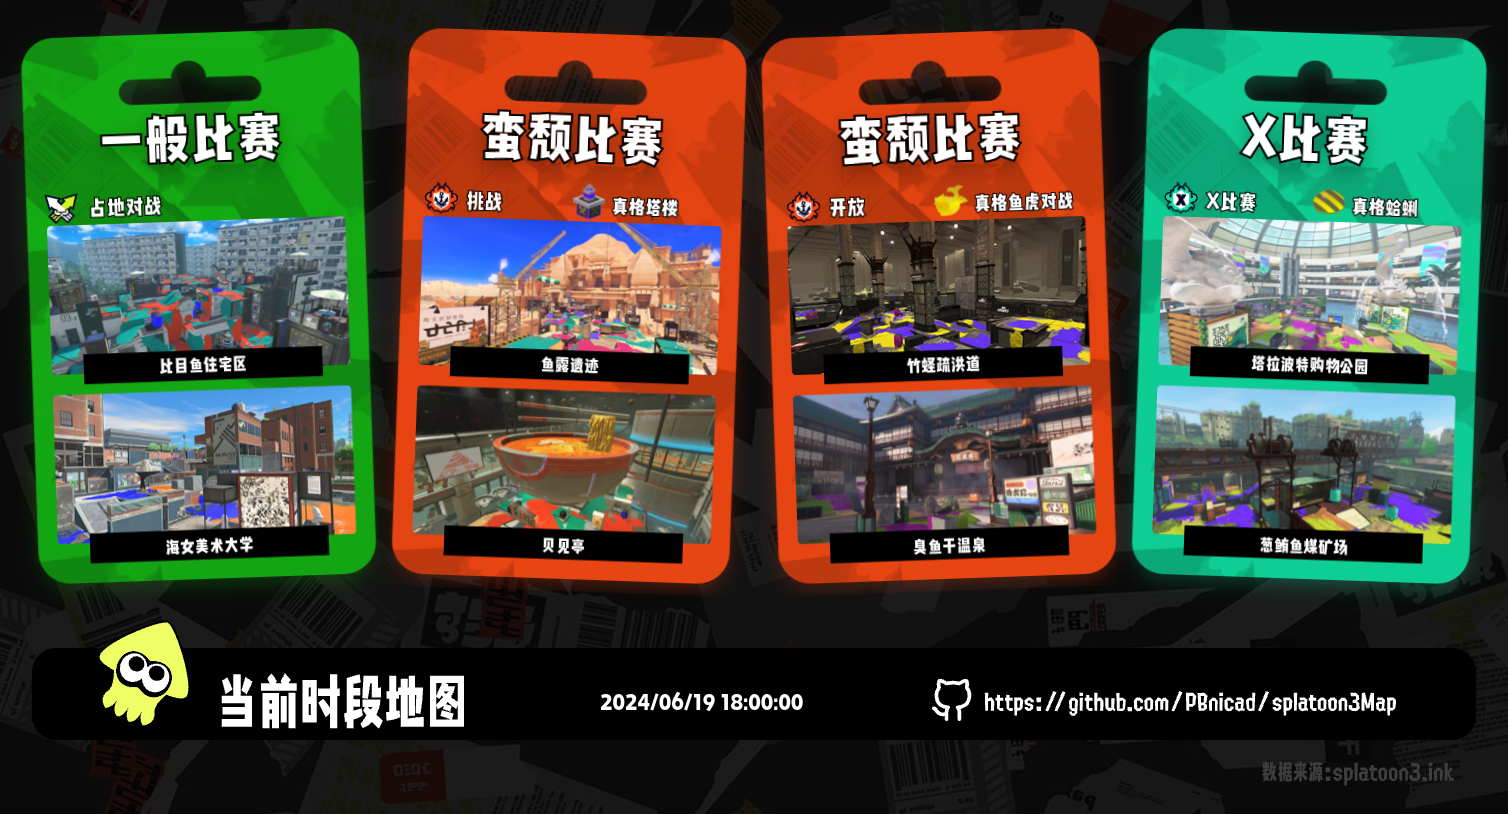 一般比赛
占地对战
比目鱼住宅区
海女美术大学
蛮颓比赛
挑战
真格塔楼
鱼露遗迹
贝见亭
蛮颓比赛
开放
真格鱼虎对战
竹蛏疏洪道
臭鱼干温泉
X比赛
X比赛
真格蛤蜊
塔拉波特购物公园
葱鲔鱼煤矿场
当前时段地图
2024/06/19 18:00:00
https://github.com/PBnicad/splatoon3Map
数据来源:splatoon3.ink